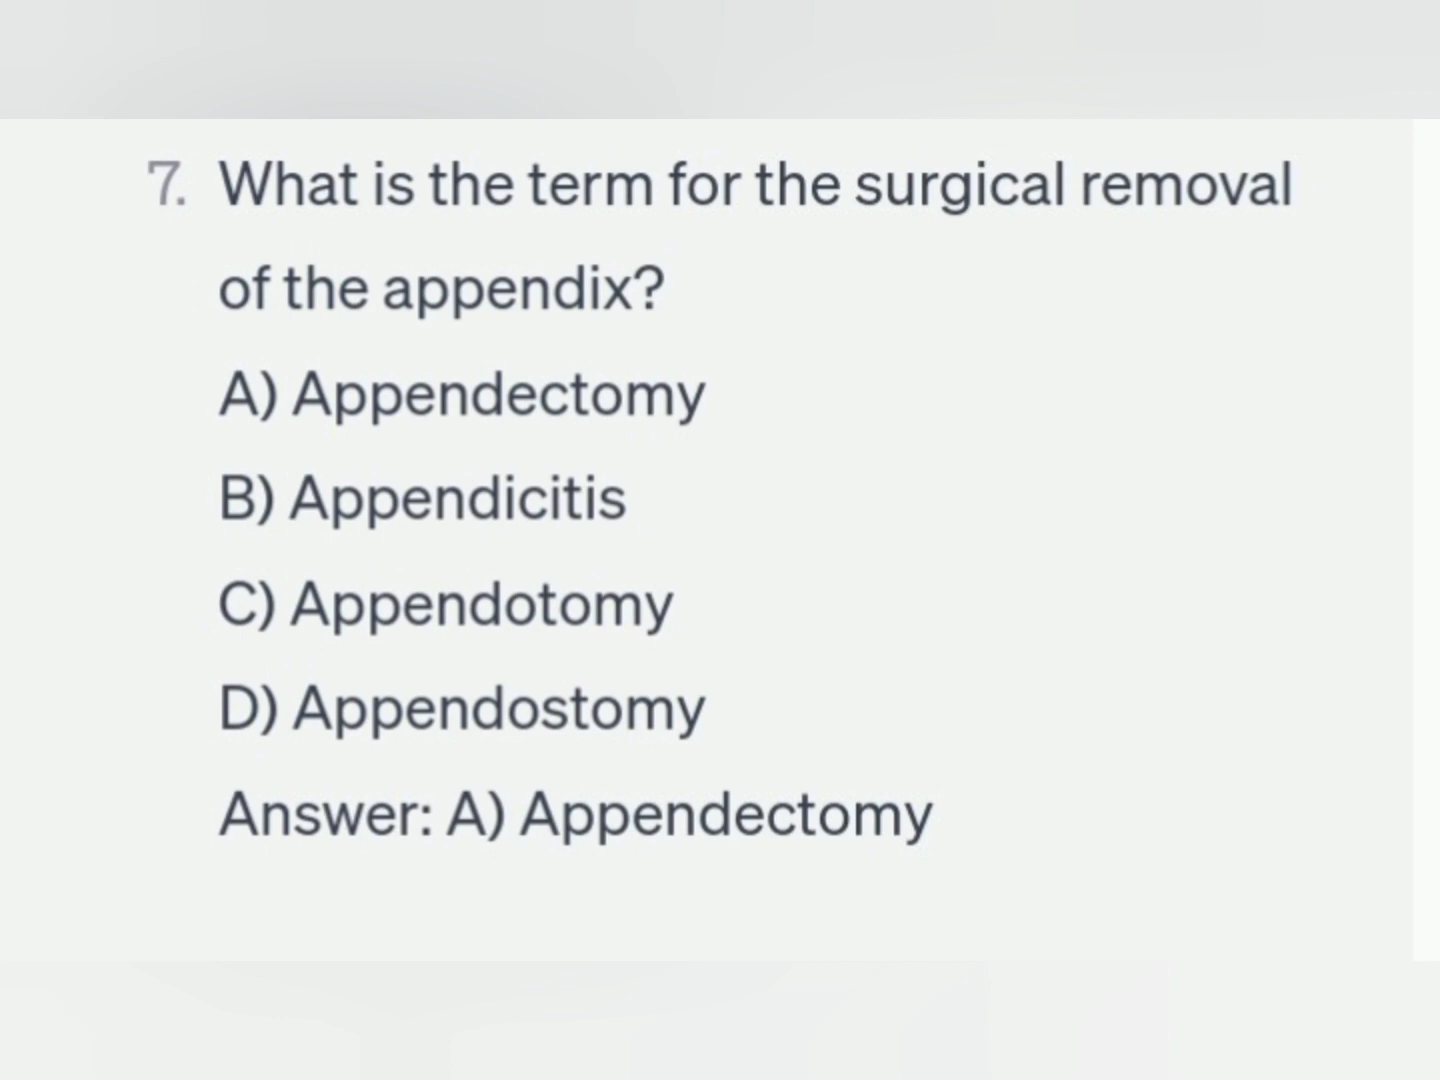 7. What is the term for the surgical removal
of the appendix?
A) Appendectomy
B) Appendicitis
C) Appendotomy
D) Appendostomy
Answer: A) Appendectomy